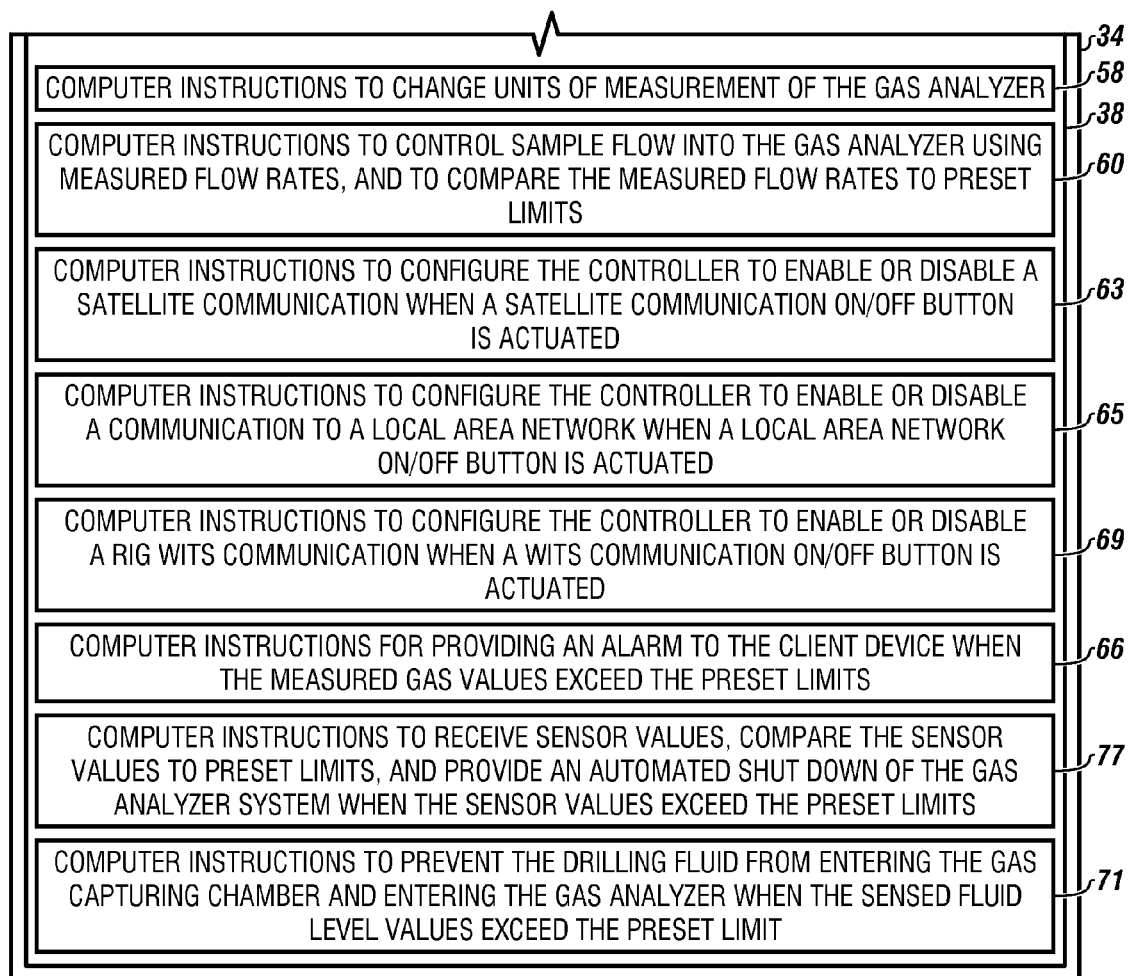 34
COMPUTER INSTRUCTIONS TO CHANGE UNITS OF MEASUREMENT OF THE GAS ANALYZER
58
38
COMPUTER INSTRUCTIONS TO CONTROL SAMPLE FLOW INTO THE GAS ANALYZER USING
MEASURED FLOW RATES, AND TO COMPARE THE MEASURED FLOW RATES TO PRESET
LIMITS
60
COMPUTER INSTRUCTIONS TO CONFIGURE THE CONTROLLER TO ENABLE OR DISABLE A
SATELLITE COMMUNICATION WHEN A SATELLITE COMMUNICATION ON/OFF BUTTON
IS ACTUATED
63
COMPUTER INSTRUCTIONS TO CONFIGURE THE CONTROLLER TO ENABLE OR DISABLE
A COMMUNICATION TO A LOCAL AREA NETWORK WHEN A LOCAL AREA NETWORK
ON/OFF BUTTON IS ACTUATED
65
COMPUTER INSTRUCTIONS TO CONFIGURE THE CONTROLLER TO ENABLE OR DISABLE
A RIG WITS COMMUNICATION WHEN A WITS COMMUNICATION ON/OFF BUTTON IS
ACTUATED
69
COMPUTER INSTRUCTIONS FOR PROVIDING AN ALARM TO THE CLIENT DEVICE WHEN
THE MEASURED GAS VALUES EXCEED THE PRESET LIMITS
66
COMPUTER INSTRUCTIONS TO RECEIVE SENSOR VALUES, COMPARE THE SENSOR
VALUES TO PRESET LIMITS, AND PROVIDE AN AUTOMATED SHUT DOWN OF THE GAS
ANALYZER SYSTEM WHEN THE SENSOR VALUES EXCEED THE PRESET LIMITS
77
COMPUTER INSTRUCTIONS TO PREVENT THE DRILLING FLUID FROM ENTERING THE GAS
CAPTURING CHAMBER AND ENTERING THE GAS ANALYZER WHEN THE SENSED FLUID
LEVEL VALUES EXCEED THE PRESET LIMIT
71